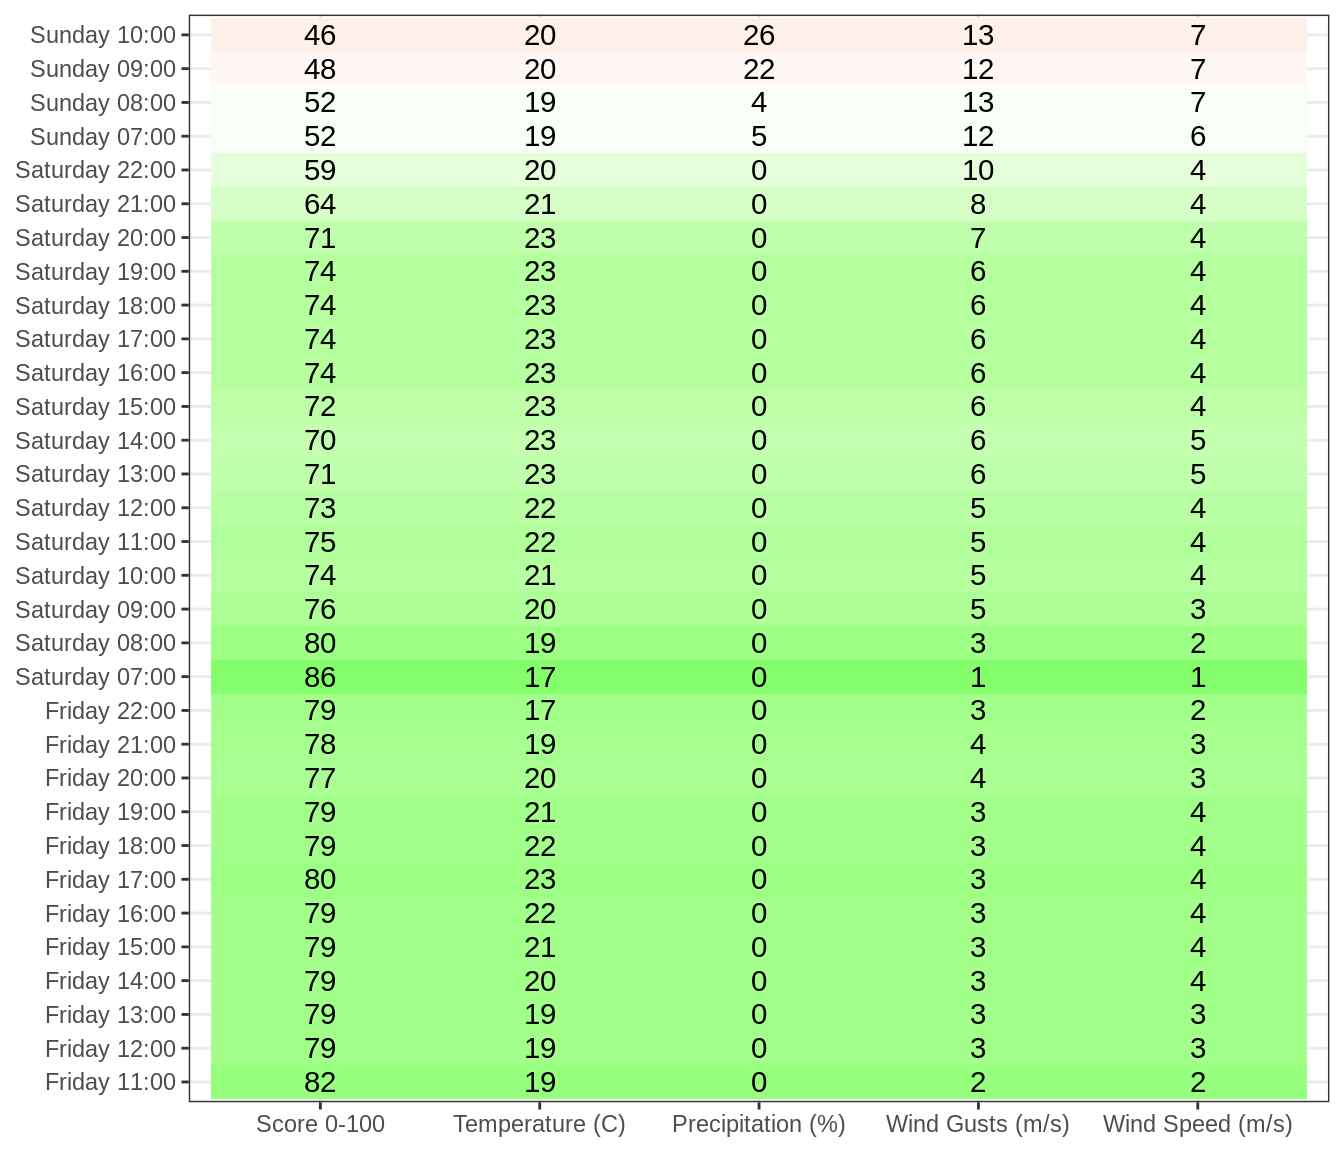 Sunday 10:00 46 20 26 13 7
Sunday 09:00 48 20 22 12 7
Sunday 08:00 52 19 4 13 7
Sunday 07:00 52 19 5 12 6
Saturday 22:00 59 20 0 10 4
Saturday 21:00 64 21 0 8 4
Saturday 20:00 71 23 0 7 4
Saturday 19:00 74 23 0 6 4
Saturday 18:00 74 23 0 6 4
Saturday 17:00 74 23 0 6 4
Saturday 16:00 74 23 0 6 4
Saturday 15:00 72 23 0 6 4
Saturday 14:00 70 23 0 6 5
Saturday 13:00 71 23 0 6 5
Saturday 12:00 73 22 0 5 4
Saturday 11:00 75 22 0 5 4
Saturday 10:00 74 21 0 5 4
Saturday 09:00 76 20 0 5 3
Saturday 08:00 80 19 0 3 2
Saturday 07:00 86 17 0 1 1
Friday 22:00 79 17 0 3 2
Friday 21:00 78 19 0 4 3
Friday 20:00 77 20 0 4 3
Friday 19:00 79 21 0 3 4
Friday 18:00 79 22 0 3 4
Friday 17:00 80 23 0 3 4
Friday 16:00 79 22 0 3 4
Friday 15:00 79 21 0 3 4
Friday 14:00 79 20 0 3 4
Friday 13:00 79 19 0 3 3
Friday 12:00 79 19 0 3 3
Friday 11:00 82 19 0 2 2
Score 0-100 Temperature (C) Precipitation (%) Wind Gusts (m/s) Wind Speed (m/s)